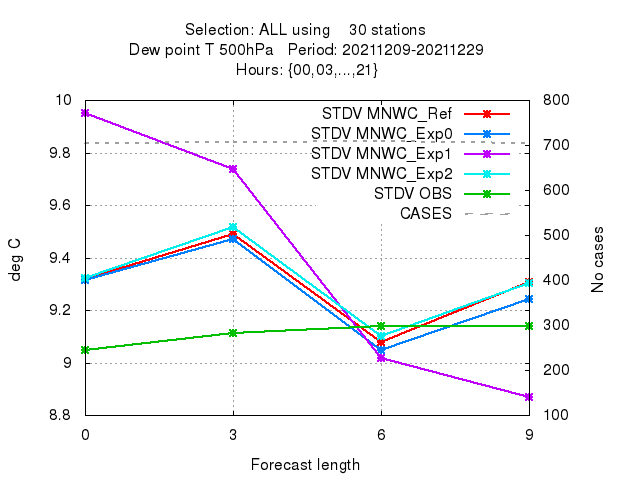 Selection: ALL using    30 stations
Dew point T 500hPa   Period: 20211209-20211229
Hours: {00,03,...,21}
STDV MNWC_Ref
STDV MNWC_Exp0
STDV MNWC_Exp1
STDV MNWC_Exp2
STDV OBS
CASES
10
9.8
9.6
9.4
9.2
9
8.8
deg C
800
700
600
500
400
300
200
100
No cases
0 3 6 9
Forecast length